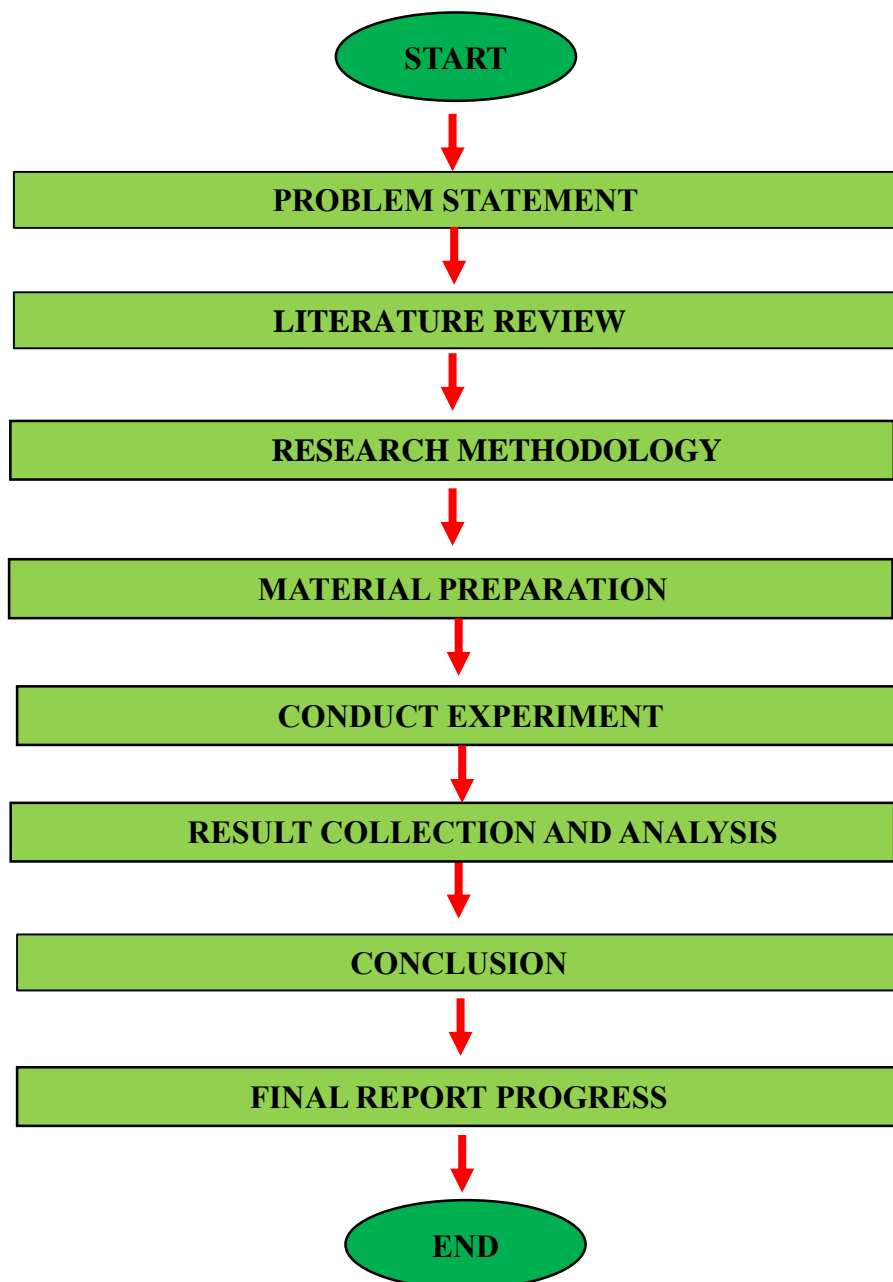 START
PROBLEM STATEMENT
LITERATURE REVIEW
RESEARCH METHODOLOGY
MATERIAL PREPARATION
CONDUCT EXPERIMENT
RESULT COLLECTION AND ANALYSIS
CONCLUSION
FINAL REPORT PROGRESS
END